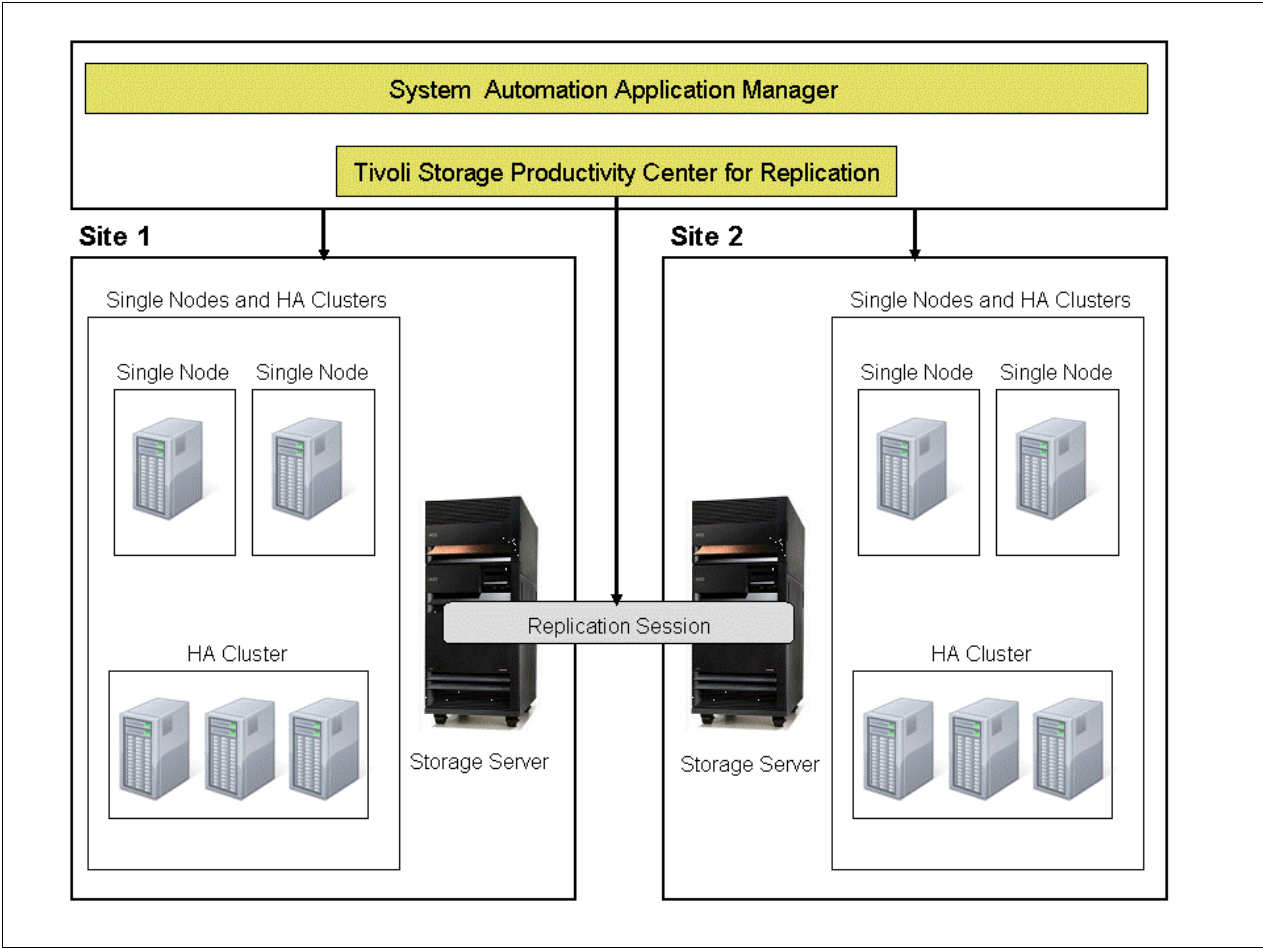 System Automation Application Manager
Tivoli Storage Productivity Center for Replication
Site 1
Site 2
Single Nodes and HA Clusters
Single Node
Single Node
HA Cluster
Storage Server
Replication Session
Single Nodes and HA Clusters
Single Node
Single Node
HA Cluster
Storage Server